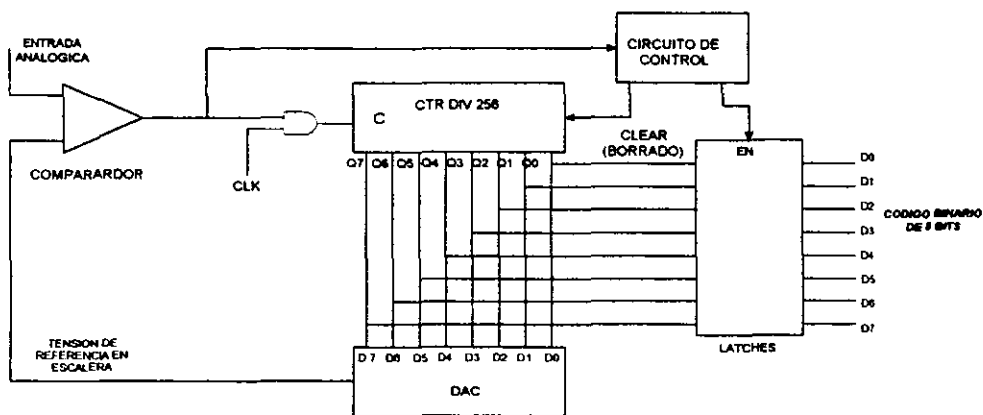 ENTRADA
ANALOGICA
CIRCUITO DE
CONTROL
CTR DIV 256
C
CLEAR
(BORRADO)
EN
Q7 Q6 Q5 Q4 Q3 Q2 Q1 Q0
COMPARARDOR
CLK
D0
D1
D2
D3
D4
D5
D6
D7
CODIGO BINARIO
DE 8 BITS
LATCHES
TENSION DE
REFERENCIA EN
ESCALERA
D7 D6 D5 D4 D3 D2 D1 D0
DAC